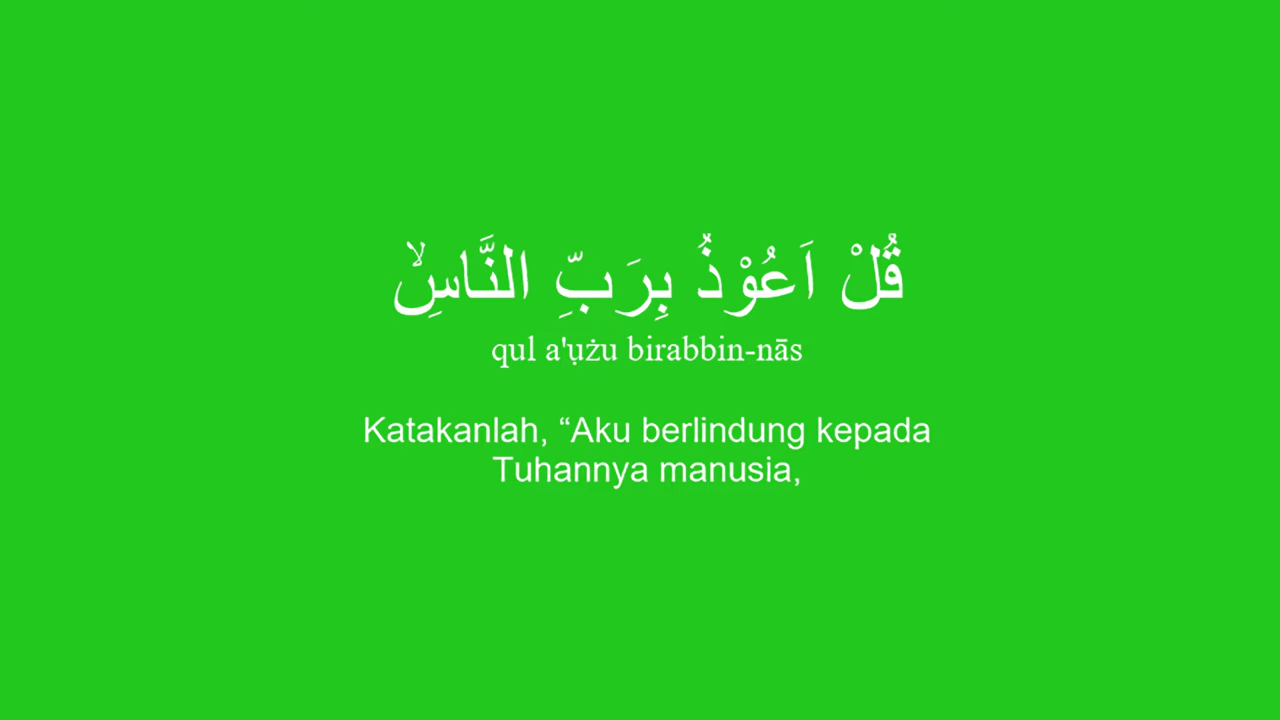 قُلْ اَعُوْذُ بِرَبِّ النَّاسِۙ
qul a'ụżu birabbin-nās
Katakanlah, “Aku berlindung kepada
Tuhannya manusia,